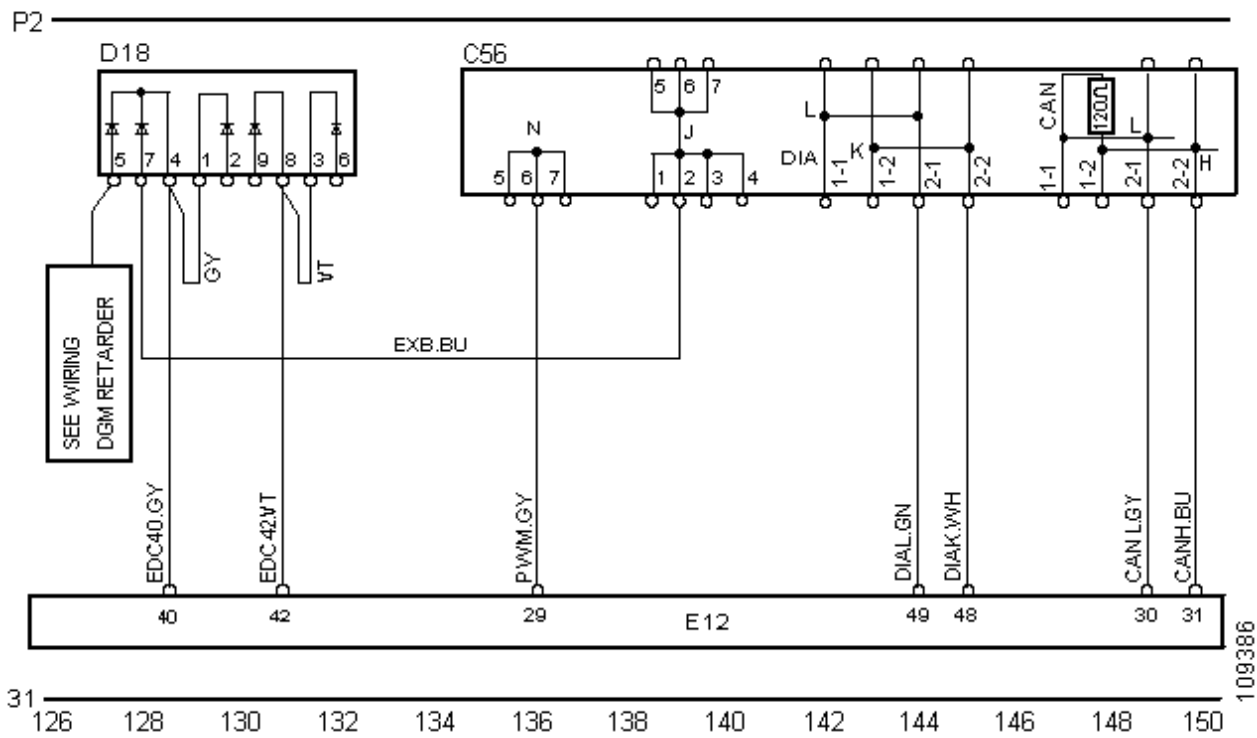 P2
D18
C56
5 7 4 1 2 9 8 3 6
N
5 6 7
5 6 7
J
1 2 3 4
L
DIA
K
1-1 1-2 2-1 2-2
CAN
120Ω
L
H
1-1 1-2 2-1 2-2
GY
VT
SEE WIRING
DGM RETARDER
EXB.BU
EDC40.GY
EDC42.VT
PWM.GY
DIAL.GN
DIAK.WH
CAN L.GY
CANH.BU
40 42 29 49 48 30 31
E12
109386
31
126 128 130 132 134 136 138 140 142 144 146 148 150